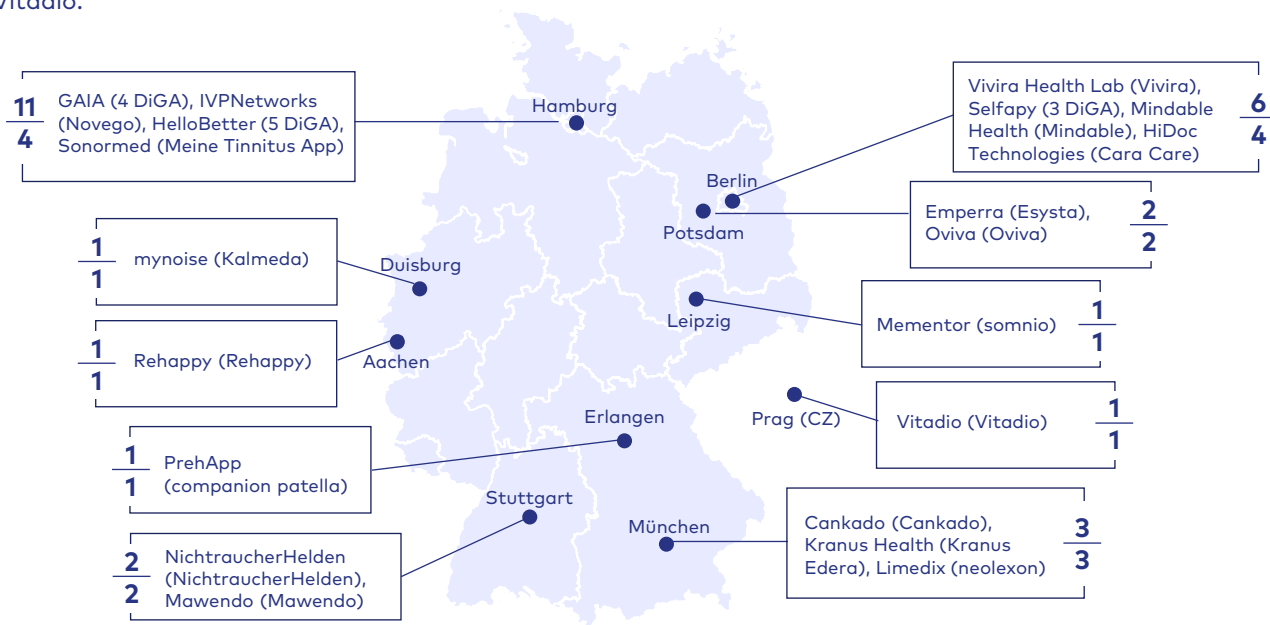 Vitadio.
11
4
GAIA (4 DiGA), IVPNetworks
(Novego), HelloBetter (5 DiGA),
Sonormed (Meine Tinnitus App)
Hamburg
Vivira Health Lab (Vivira),
Selfapy (3 DiGA), Mindable
Health (Mindable), HiDoc
Technologies (Cara Care)
6
4
Berlin
Potsdam
Emperra (Esysta),
Oviva (Oviva)
2
2
1
1
mynoise (Kalmeda)
Duisburg
Leipzig
Mementor (somnio)
1
1
1
1
Rehappy (Rehappy)
Aachen
Prag (CZ)
Vitadio (Vitadio)
1
1
1
1
PrehApp
(companion patella)
Erlangen
Stuttgart
2
2
NichtraucherHelden
(NichtraucherHelden),
Mawendo (Mawendo)
München
Cankado (Cankado),
Kranus Health (Kranus
Edera), Limedix (neolexon)
3
3